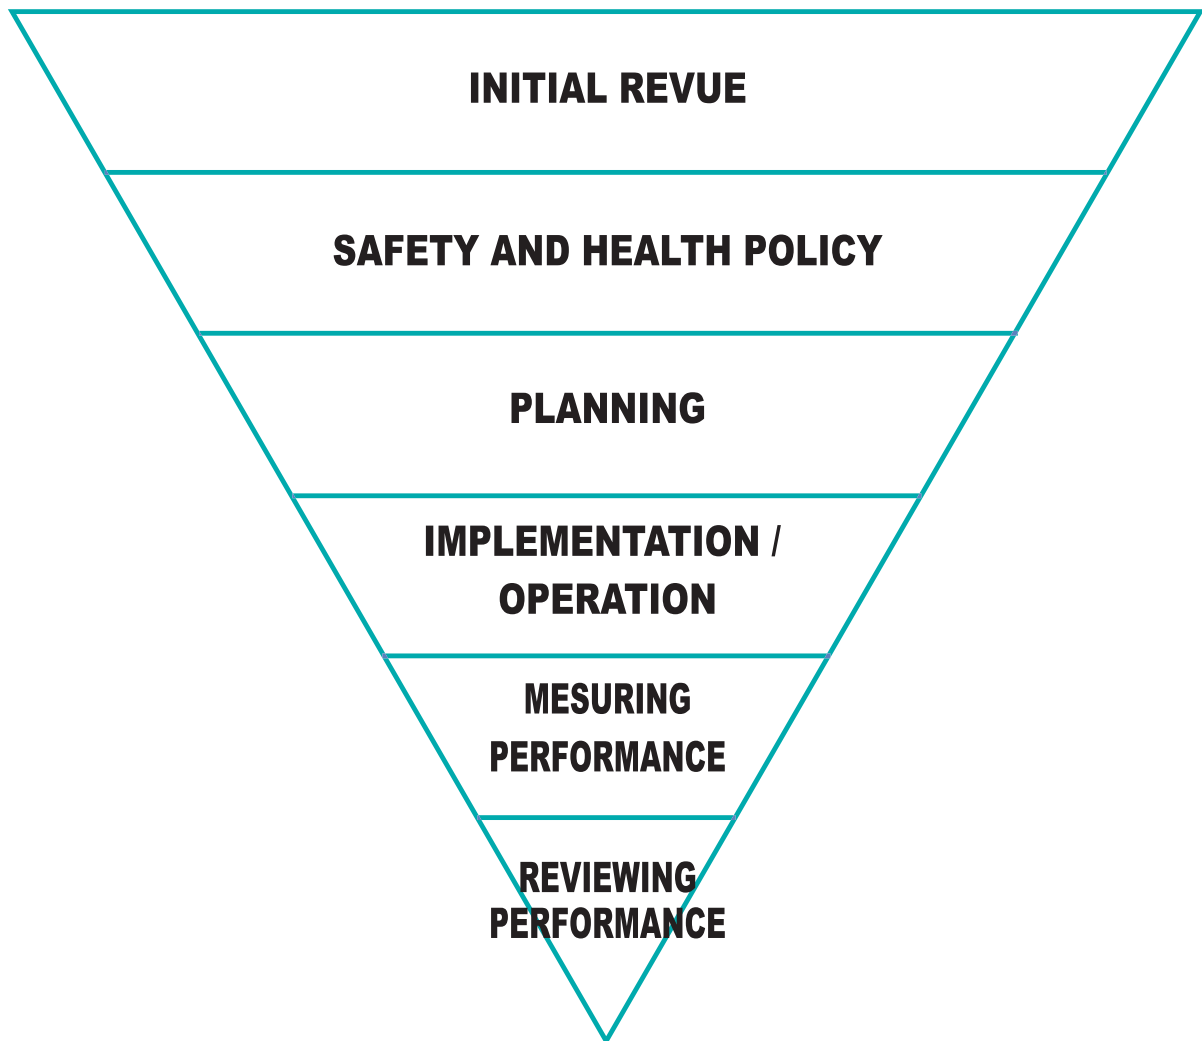 INITIAL REVUE
SAFETY AND HEALTH POLICY
PLANNING
IMPLEMENTATION /
OPERATION
MESURING
PERFORMANCE
REVIEWING
PERFORMANCE